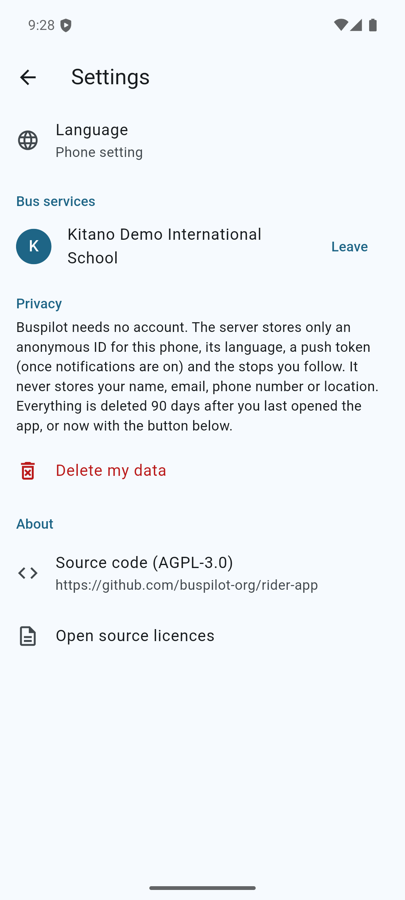 9:28
Settings
Language
Phone setting
Bus services
K
Kitano Demo International
School
Leave
Privacy
Buspilot needs no account. The server stores only an
anonymous ID for this phone, its language, a push token
(once notifications are on) and the stops you follow. It
never stores your name, email, phone number or location.
Everything is deleted 90 days after you last opened the
app, or now with the button below.
Delete my data
About
Source code (AGPL-3.0)
https://github.com/buspilot-org/rider-app
Open source licences